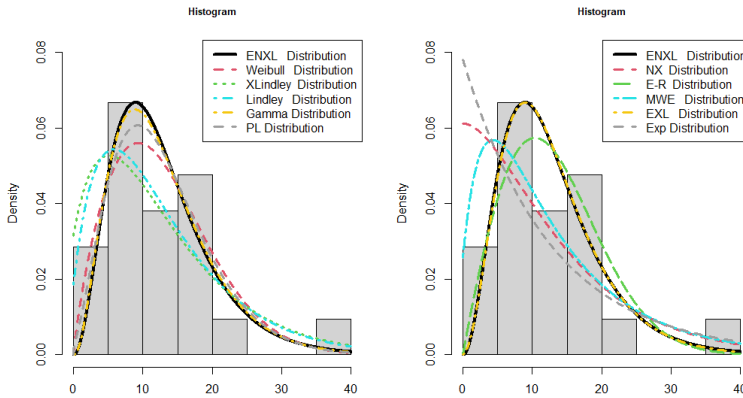 Histogram
0.08
0.06
0.04
0.02
0.00
Density
0
10
20
30
40
ENXL Distribution
Weibull Distribution
XLindley Distribution
Lindley Distribution
Gamma Distribution
PL Distribution
Histogram
0.08
0.06
0.04
0.02
0.00
Density
0
10
20
30
40
ENXL Distribution
NX Distribution
E-R Distribution
MWE Distribution
EXL Distribution
Exp Distribution